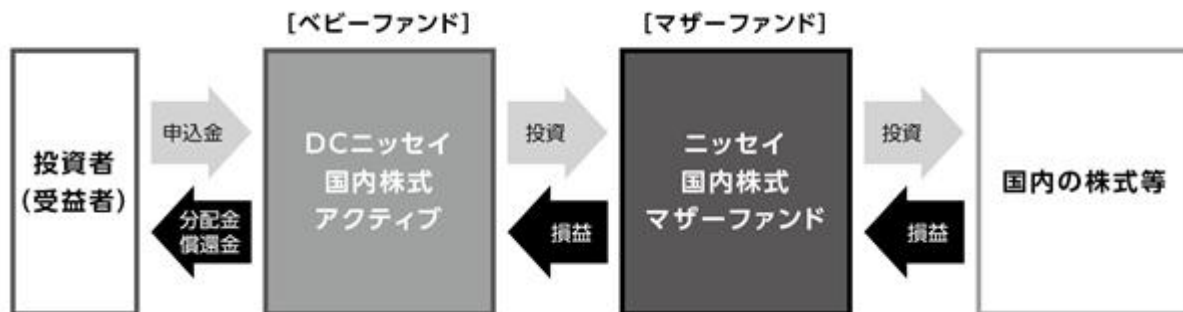 [ベビーファンド]
[マザーファンド]
投資者
(受益者)
申込金
分配金
償還金
DCニッセイ
国内株式
アクティブ
投資
損益
ニッセイ
国内株式
マザーファンド
投資
損益
国内の株式等